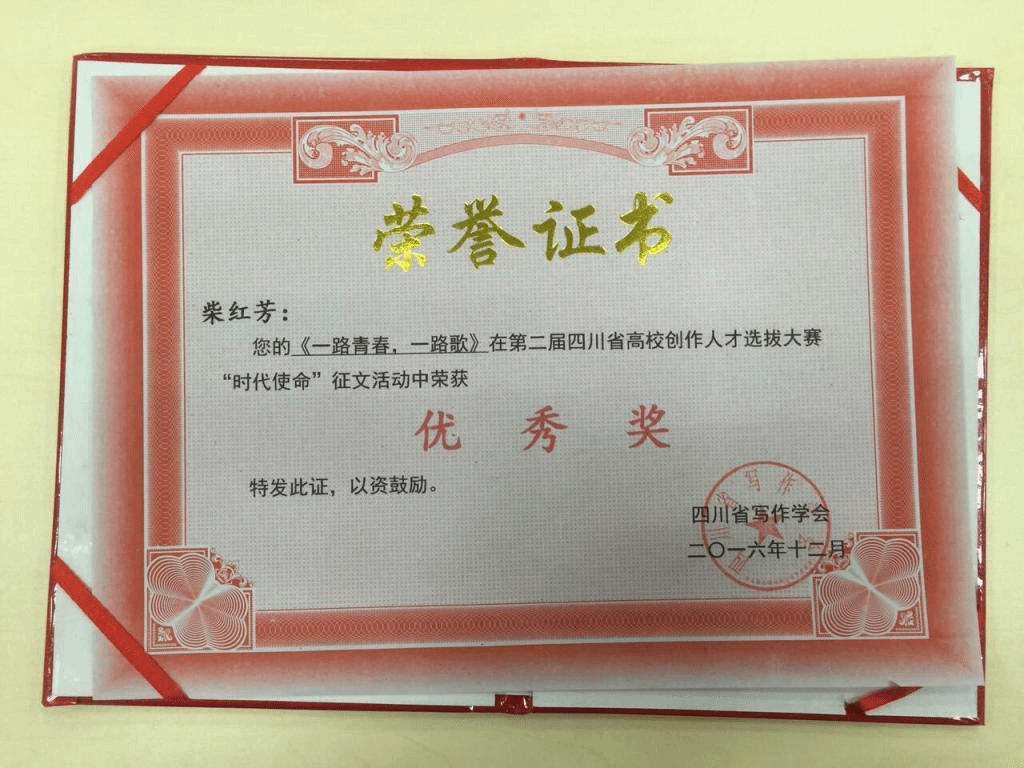 荣誉证书
柴红芳：
您的《一路青春，一路歌》在第二届四川省高校创作人才选拔大赛
“时代使命”征文活动中荣获
优秀奖
特发此证，以资鼓励。
四川省写作学会
二〇一六年十二月